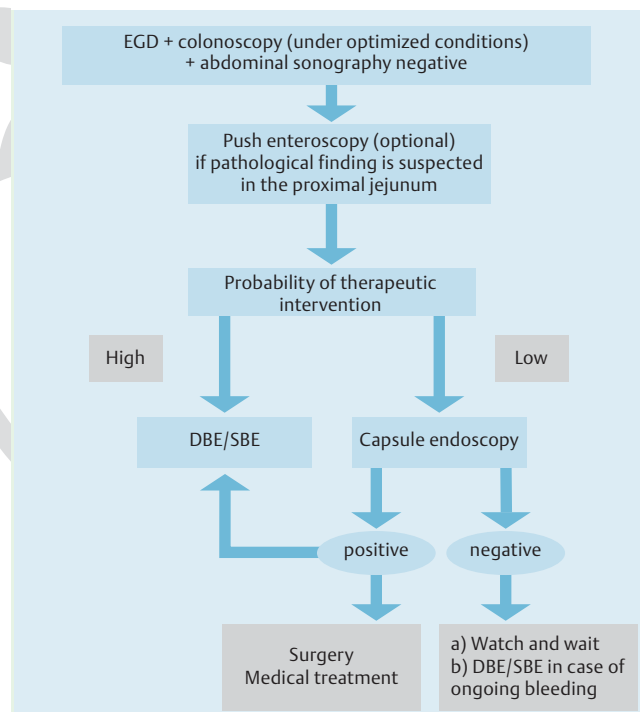 EGD + colonoscopy (under optimized conditions)
+ abdominal sonography negative
Push enteroscopy (optional)
if pathological finding is suspected
in the proximal jejunum
Probability of therapeutic
intervention
High
Low
DBE/SBE
Capsule endoscopy
positive
negative
Surgery
Medical treatment
a) Watch and wait
b) DBE/SBE in case of
ongoing bleeding